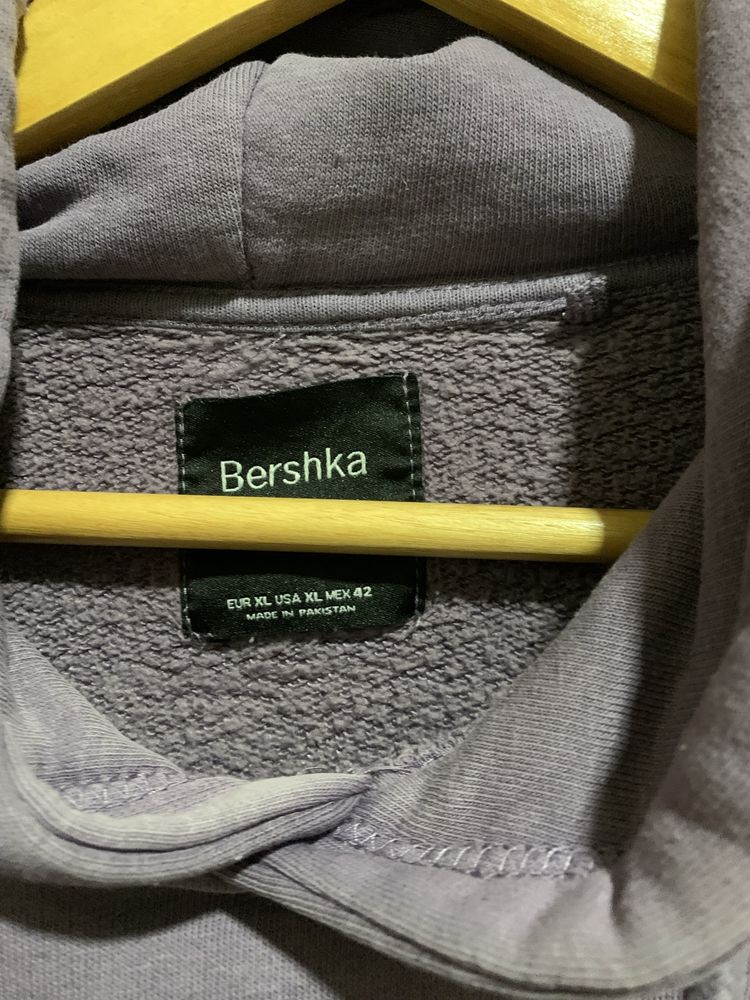 Bershka
EUR XL USA XL MEX 42
MADE IN PAKISTAN